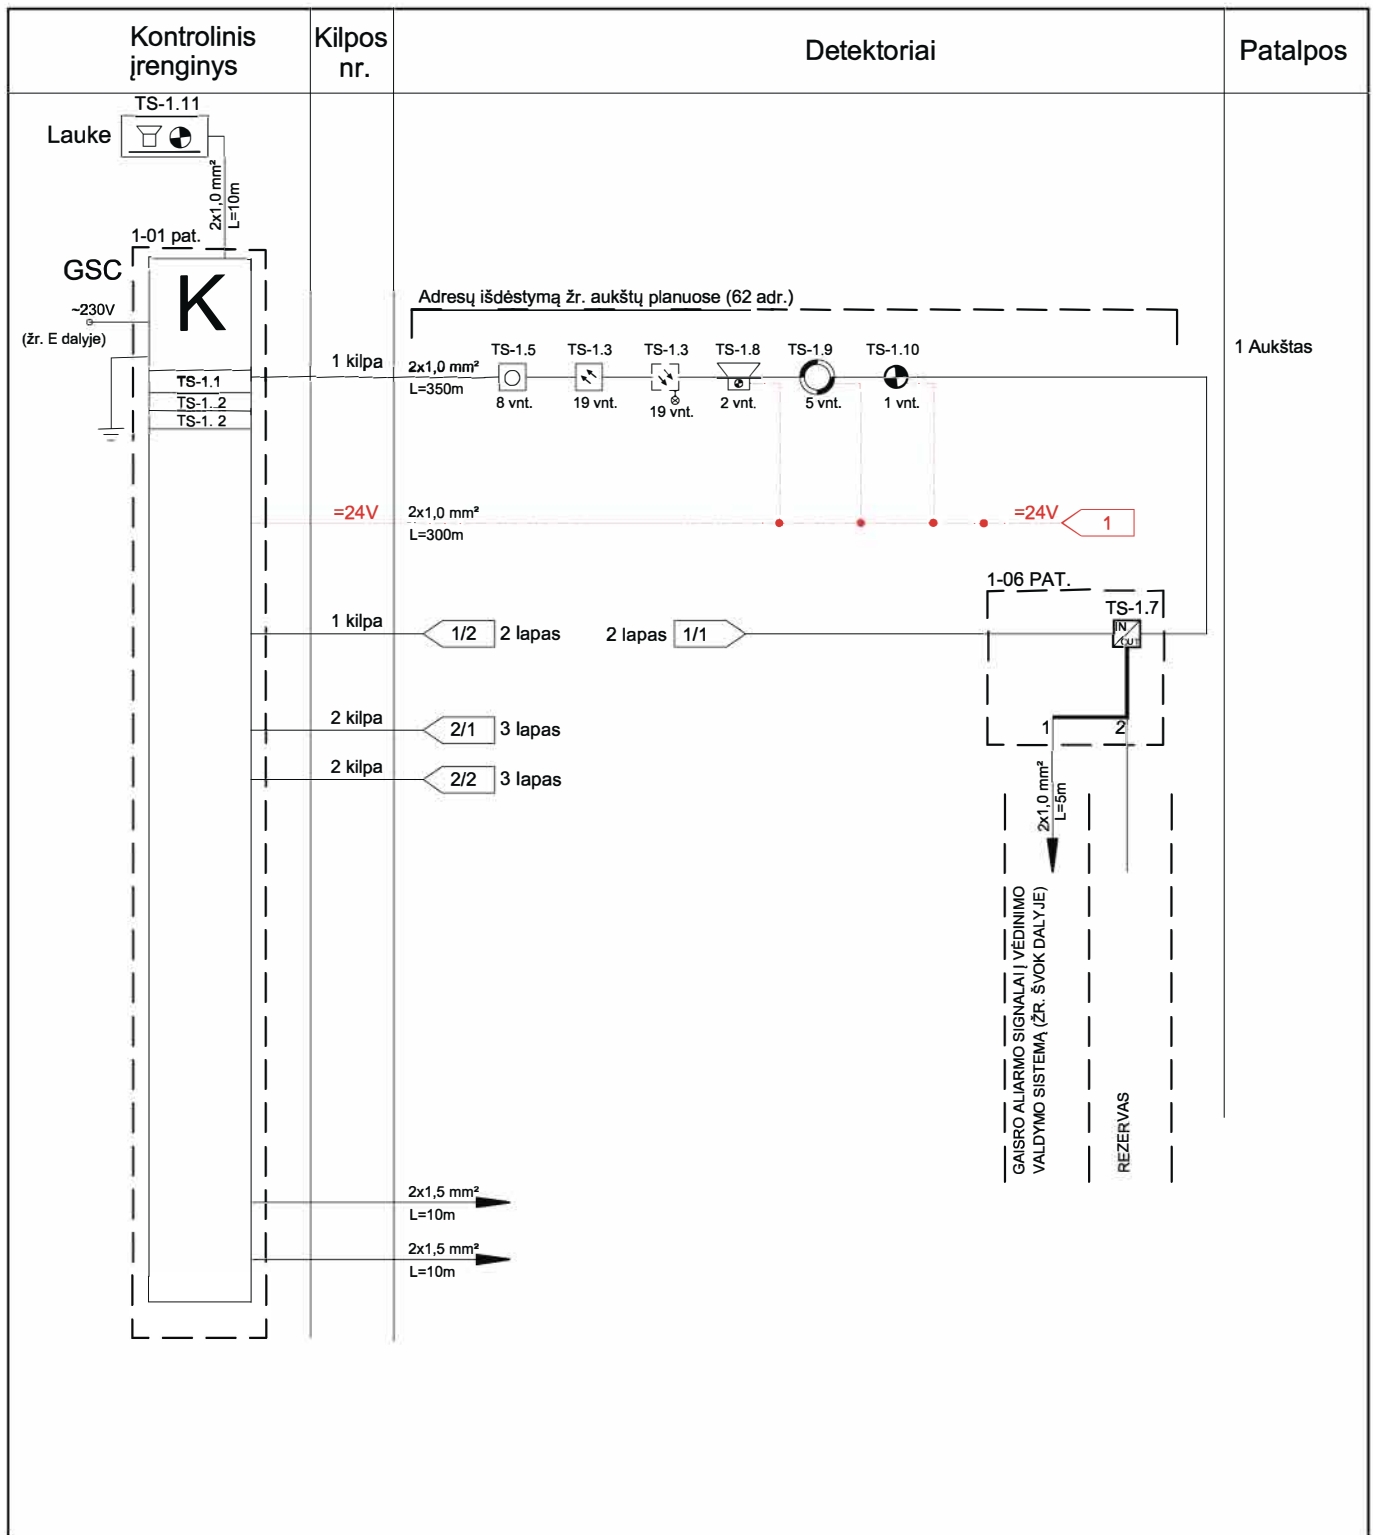 Kontrolinis
įrenginys
Kilpos
nr.
Detektoriai
Patalpos
TS-1.11
Lauke
2x1,0 mm²
L=10m
1-01 pat.
GSC
K
~230V
(žr. E dalyje)
TS-1.1
TS-1. 2
TS-1. 2
Adresų išdėstymą žr. aukštų planuose (62 adr.)
1 kilpa
2x1,0 mm²
L=350m
TS-1.5
8 vnt.
TS-1.3
19 vnt.
TS-1.3
19 vnt.
TS-1.8
2 vnt.
TS-1.9
5 vnt.
TS-1.10
1 vnt.
1 Aukštas
=24V
2x1,0 mm²
L=300m
=24V
1
1-06 PAT.
TS-1.7
IN
OUT
1 kilpa
1/2
2 lapas
2 lapas
1/1
2 kilpa
2/1
3 lapas
2 kilpa
2/2
3 lapas
1
2
2x1,0 mm²
L=5m
GAISRO ALIARMO SIGNALAI Į VĖDINIMO
VALDYMO SISTEMĄ (ŽR. ŠVOK DALYJE)
REZERVAS
2x1,5 mm²
L=10m
2x1,5 mm²
L=10m